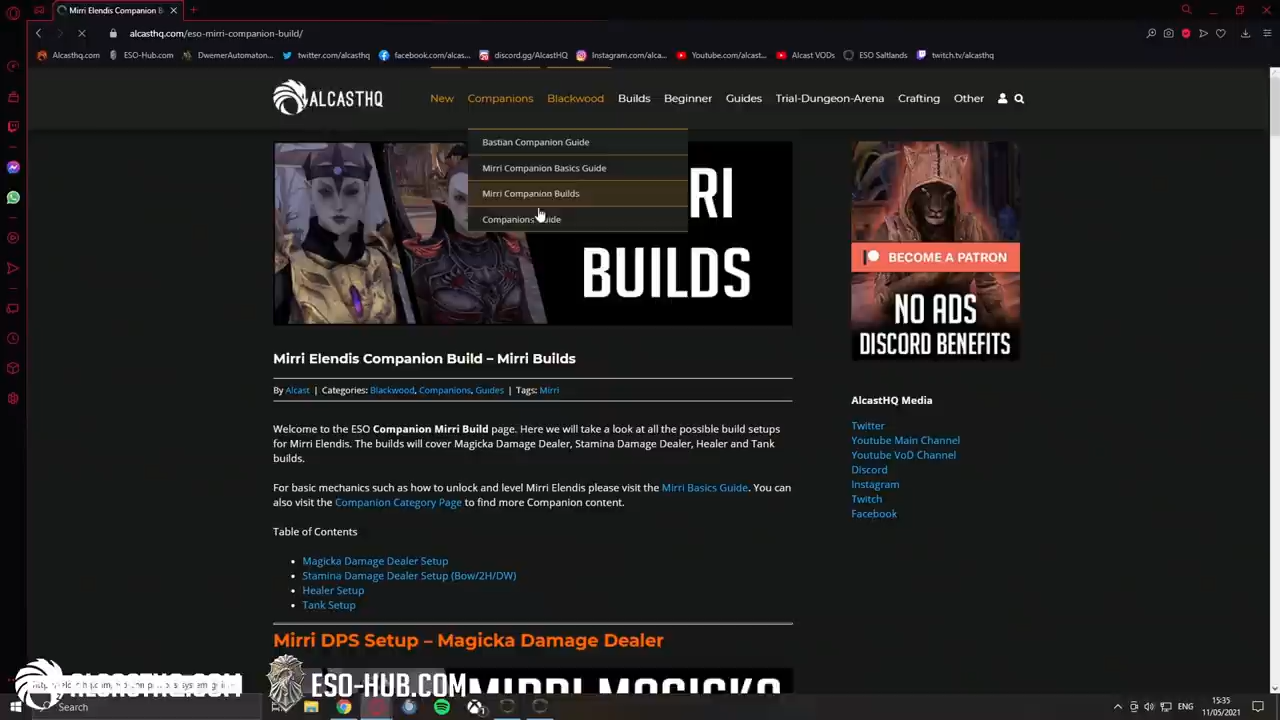 Mirri Elendis Companion B
alcasthq.com/eso-mirri-companion-build/
Alcasthq.com
ESO-Hub.com
DwemerAutomaton...
twitter.com/alcasthq
facebook.com/alcas...
discord.gg/AlcastHQ
Instagram.com/alca...
Youtube.com/alcast...
Alcast VODs
ESO Saltlands
twitch.tv/alcasthq
ALCASTHQ
New
Companions
Blackwood
Builds
Beginner
Guides
Trial-Dungeon-Arena
Crafting
Other
Bastian Companion Guide
Mirri Companion Basics Guide
Mirri Companion Builds
Companions Guide
BUILDS
BECOME A PATRON
NO ADS
DISCORD BENEFITS
Mirri Elendis Companion Build – Mirri Builds
By Alcast | Categories: Blackwood, Companions, Guides | Tags: Mirri
Welcome to the ESO Companion Mirri Build page. Here we will take a look at all the possible build setups
for Mirri Elendis. The builds will cover Magicka Damage Dealer, Stamina Damage Dealer, Healer and Tank
builds.
For basic mechanics such as how to unlock and level Mirri Elendis please visit the Mirri Basics Guide. You can
also visit the Companion Category Page to find more Companion content.
Table of Contents
• Magicka Damage Dealer Setup
• Stamina Damage Dealer Setup (Bow/2H/DW)
• Healer Setup
• Tank Setup
AlcastHQ Media
Twitter
Youtube Main Channel
Youtube VoD Channel
Discord
Instagram
Twitch
Facebook
Mirri DPS Setup – Magicka Damage Dealer
MIRRI MAGICKA
ALCASTHQ.COM
ESO-HUB.COM
Search
15:35
11/05/2021